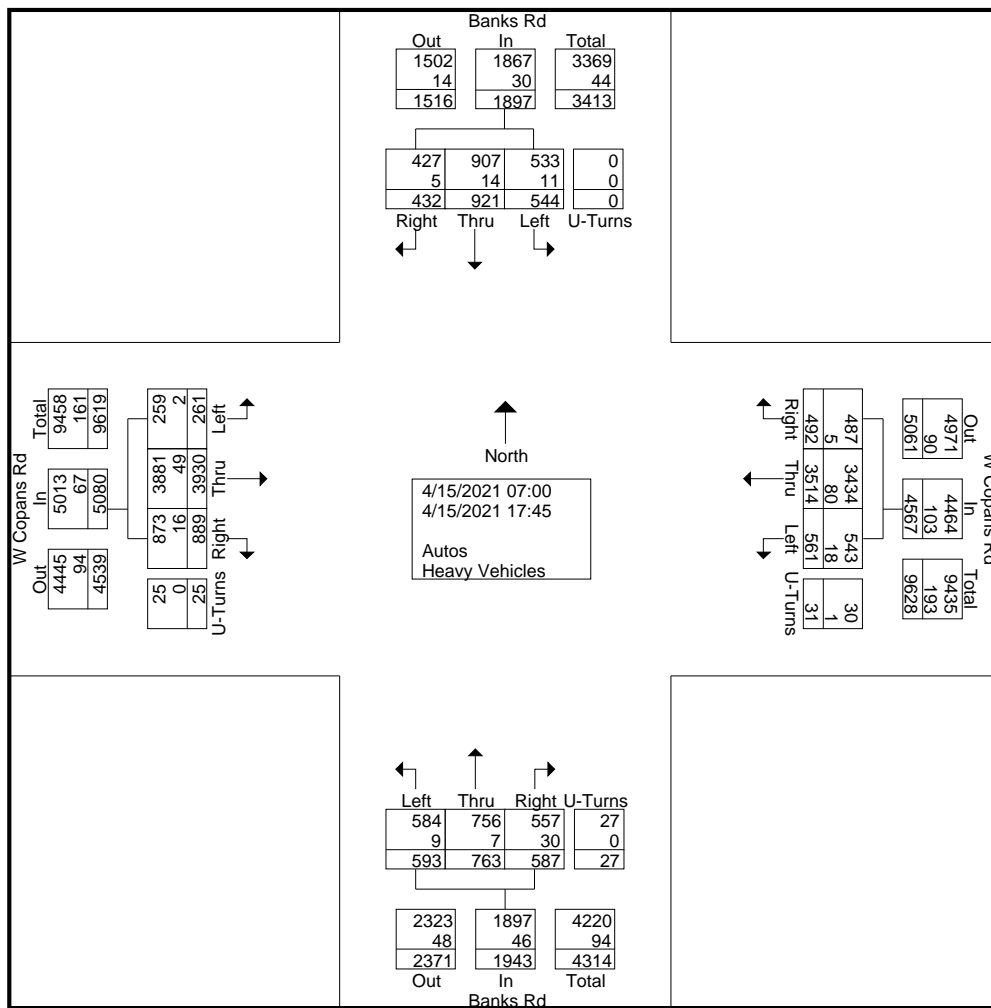 Banks Rd
Out In Total
1502 1867 3369
14 30 44
1516 1897 3413
427 907 533 0
5 14 11 0
432 921 544 0
Right Thru Left U-Turns
W Copans Rd
Total In Out
9458 5013 4445
161 67 94
9619 5080 4539
259 3881 873 25
2 49 16 0
261 3930 889 25
Left Thru Right U-Turns
North
4/15/2021 07:00
4/15/2021 17:45
Autos
Heavy Vehicles
W Copans Rd
Out In Total
4971 4464 9435
90 103 193
5061 4567 9628
487 3434 543 30
5 80 18 1
492 3514 561 31
Right Thru Left U-Turns
Left Thru Right U-Turns
584 756 557 27
9 7 30 0
593 763 587 27
2323 1897 4220
48 46 94
2371 1943 4314
Out In Total
Banks Rd